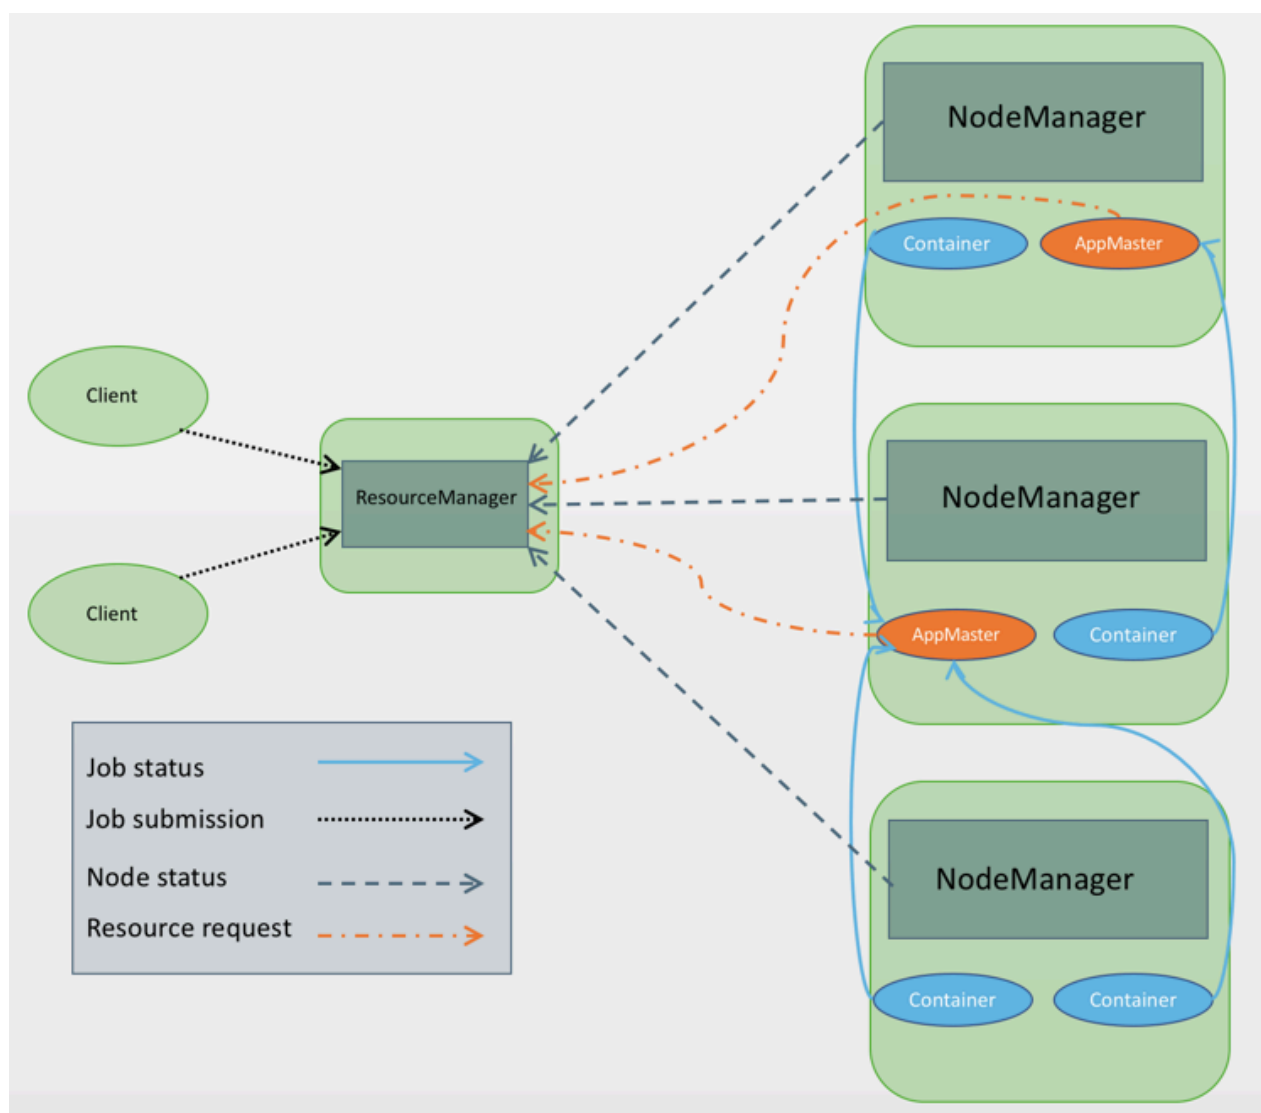 NodeManager
Container
AppMaster
Client
ResourceManager
NodeManager
Client
AppMaster
Container
Job status
Job submission
Node status
Resource request
NodeManager
Container
Container